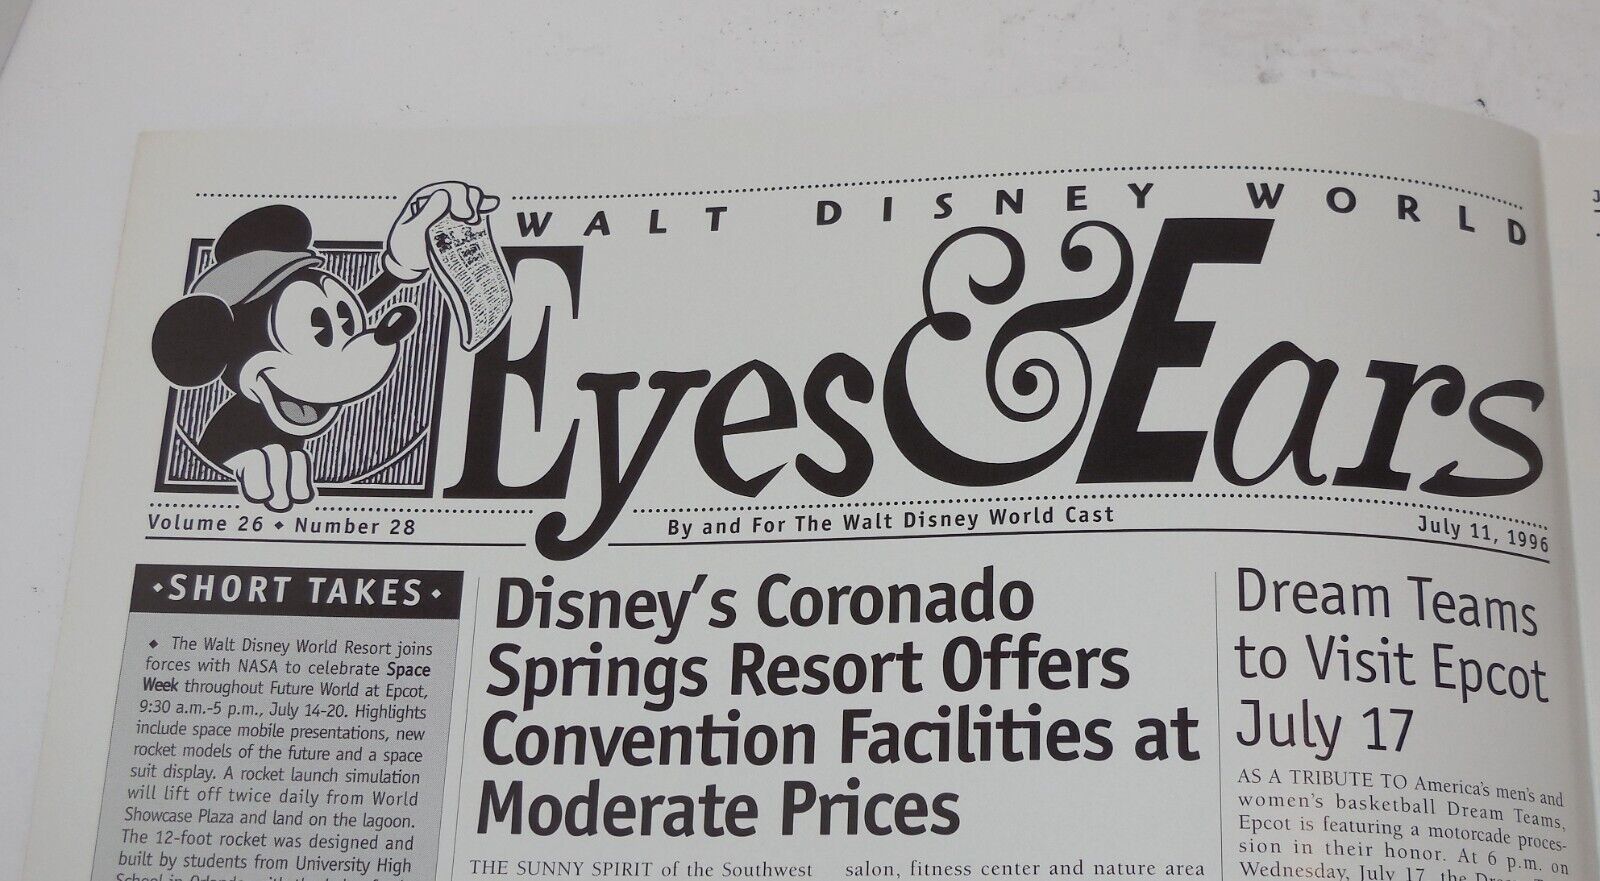 WALT DISNEY WORLD
Eyes & Ears
Volume 26 ◆ Number 28
By and For The Walt Disney World Cast
July 11, 1996
SHORT TAKES
◆ The Walt Disney World Resort joins
forces with NASA to celebrate Space
Week throughout Future World at Epcot,
9:30 a.m.-5 p.m., July 14-20. Highlights
include space mobile presentations, new
rocket models of the future and a space
suit display. A rocket launch simulation
will lift off twice daily from World
Showcase Plaza and land on the lagoon.
The 12-foot rocket was designed and
built by students from University High
Disney's Coronado
Springs Resort Offers
Convention Facilities at
Moderate Prices
THE SUNNY SPIRIT of the Southwest
salon, fitness center and nature area
Dream Teams
to Visit Epcot
July 17
AS A TRIBUTE TO America's men's and
women's basketball Dream Teams,
Epcot is featuring a motorcade proces-
sion in their honor. At 6 p.m. on
Wednesday, July 17, the